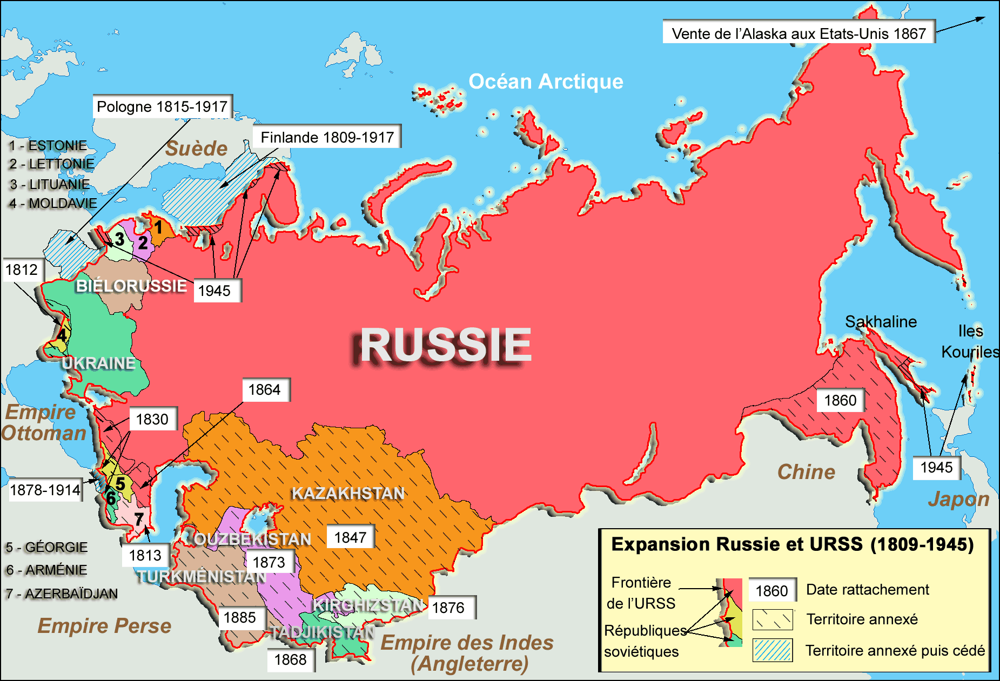 Vente de l'Alaska aux Etats-Unis 1867
Océan Arctique
Pologne 1815-1917
Finlande 1809-1917
Suède
1 - ESTONIE
2 - LETTONIE
3 - LITUANIE
4 - MOLDAVIE
1
2
3
1812
BIÉLORUSSIE
1945
4
UKRAINE
RUSSIE
Sakhaline
Iles
Kouriles
1864
1860
Empire
Ottoman
1830
1945
Chine
Japon
1878-1914
5
6
7
KAZAKHSTAN
1847
OUZBEKISTAN
1813
1873
TURKMÉNISTAN
5 - GÉORGIE
6 - ARMÉNIE
7 - AZERBAÏDJAN
KIRGHIZSTAN
1876
1885
TADJIKISTAN
1868
Empire Perse
Empire des Indes
(Angleterre)
Expansion Russie et URSS (1809-1945)
Frontière
de l'URSS
Républiques
soviétiques
1860
Date rattachement
Territoire annexé
Territoire annexé puis cédé